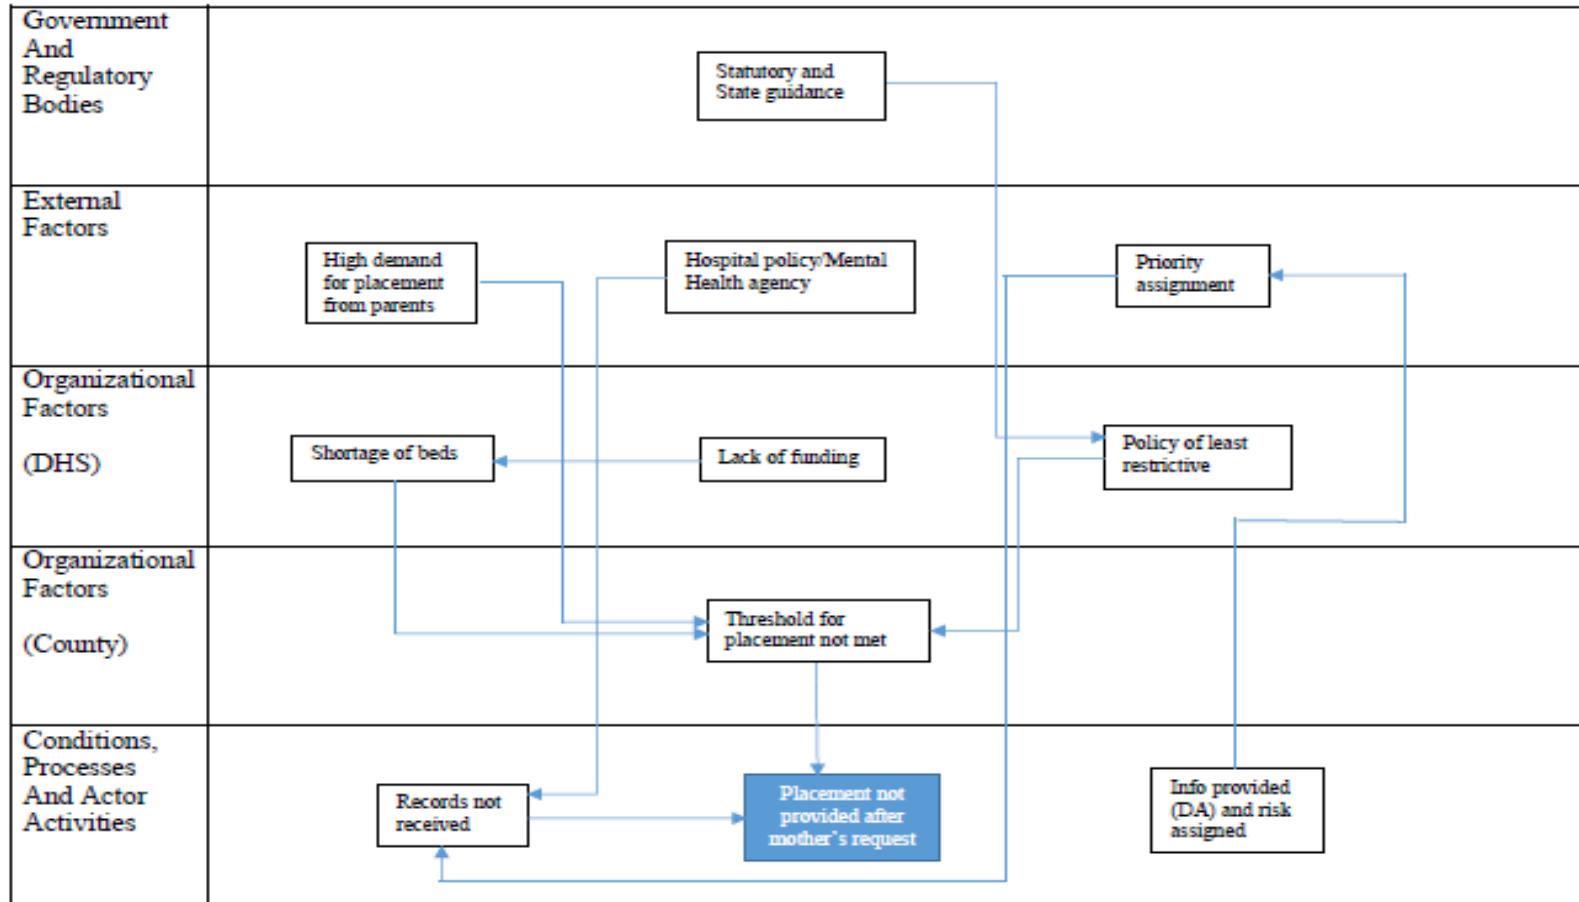 Government
And
Regulatory
Bodies
Statutory and
State guidance
External
Factors
High demand
for placement
from parents
Hospital policy/Mental
Health agency
Priority
assignment
Organizational
Factors
(DHS)
Shortage of beds
Lack of funding
Policy of least
restrictive
Organizational
Factors
(County)
Threshold for
placement not met
Conditions,
Processes
And Actor
Activities
Records not
received
Placement not
provided after
mother's request
Info provided
(DA) and risk
assigned